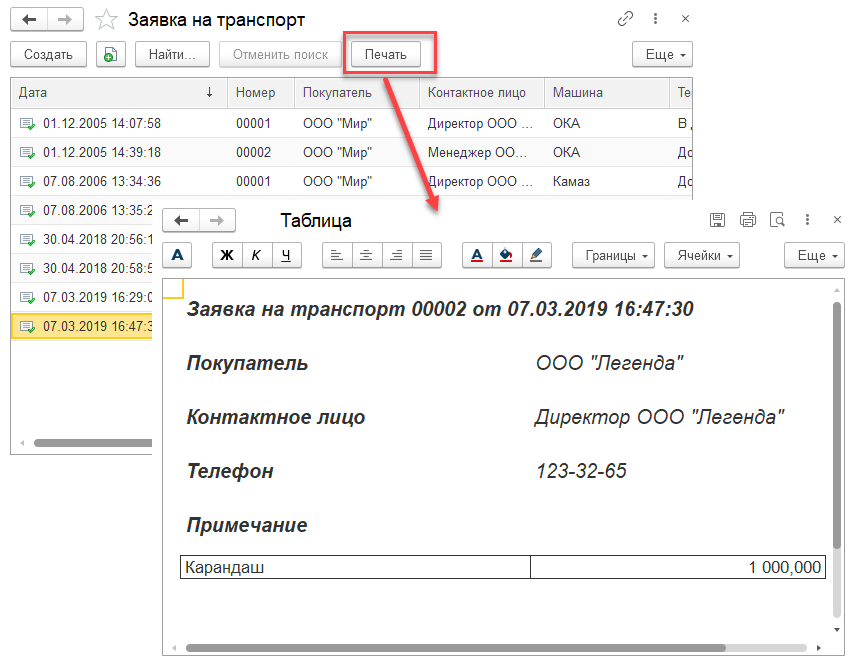 Заявка на транспорт
Создать Найти... Отменить поиск Печать Еще
Дата ↓ Номер Покупатель Контактное лицо Машина
01.12.2005 14:07:58 00001 ООО "Мир" Директор ООО ... ОКА В
01.12.2005 14:39:18 00002 ООО "Мир" Менеджер ОО... ОКА
07.08.2006 13:34:36 00001 ООО "Мир" Директор ООО ... Камаз
07.08.2006 13:35:2
30.04.2018 20:56:1
30.04.2018 20:58:5
07.03.2019 16:29:0
07.03.2019 16:47:3
Таблица
А Ж К Ч А Границы Ячейки Еще
Заявка на транспорт 00002 от 07.03.2019 16:47:30
Покупатель ООО "Легенда"
Контактное лицо Директор ООО "Легенда"
Телефон 123-32-65
Примечание
Карандаш 1 000,000